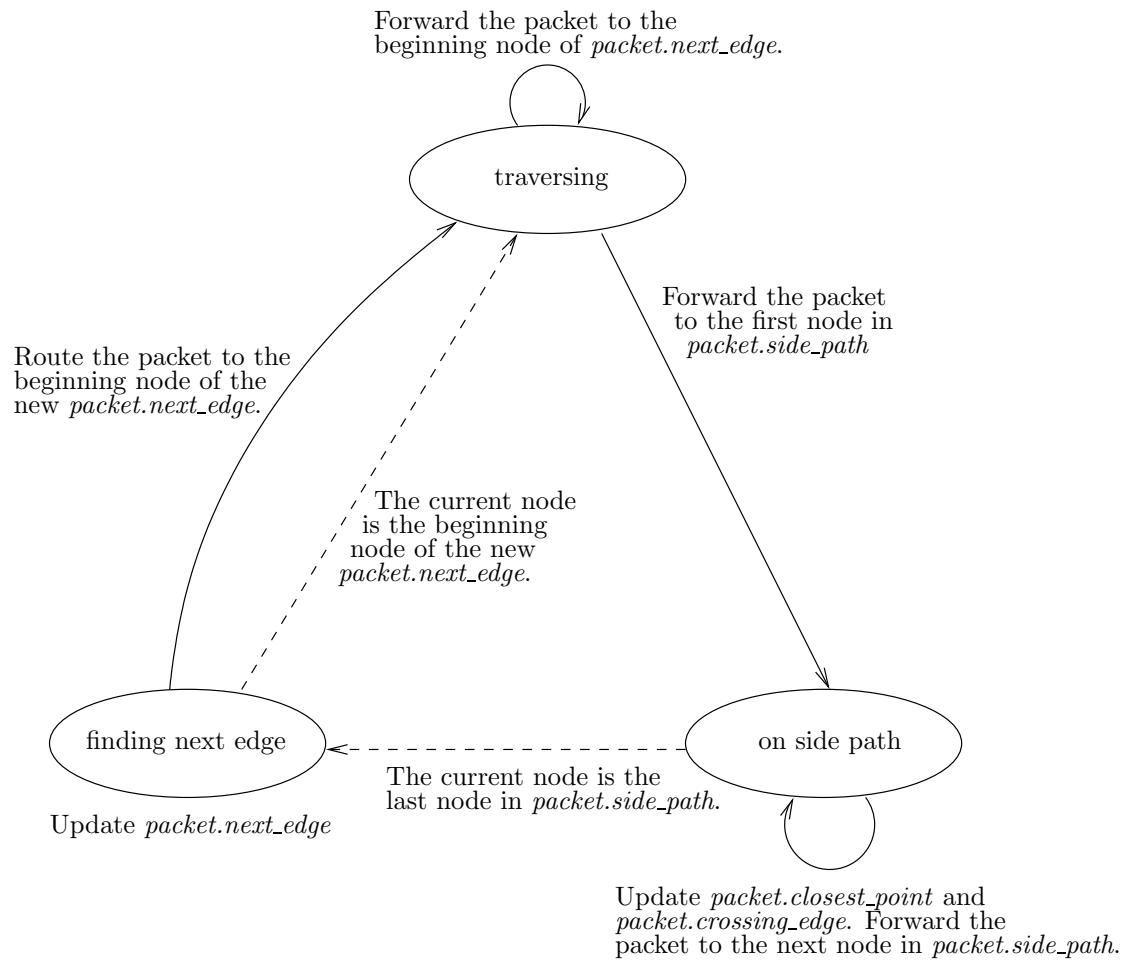 Forward the packet to the
beginning node of packet.next_edge.
traversing
Forward the packet
to the first node in
packet.side_path
Route the packet to the
beginning node of the
new packet.next_edge.
The current node
is the beginning
node of the new
packet.next_edge.
finding next edge
on side path
The current node is the
last node in packet.side_path.
Update packet.next_edge
Update packet.closest_point and
packet.crossing_edge. Forward the
packet to the next node in packet.side_path.